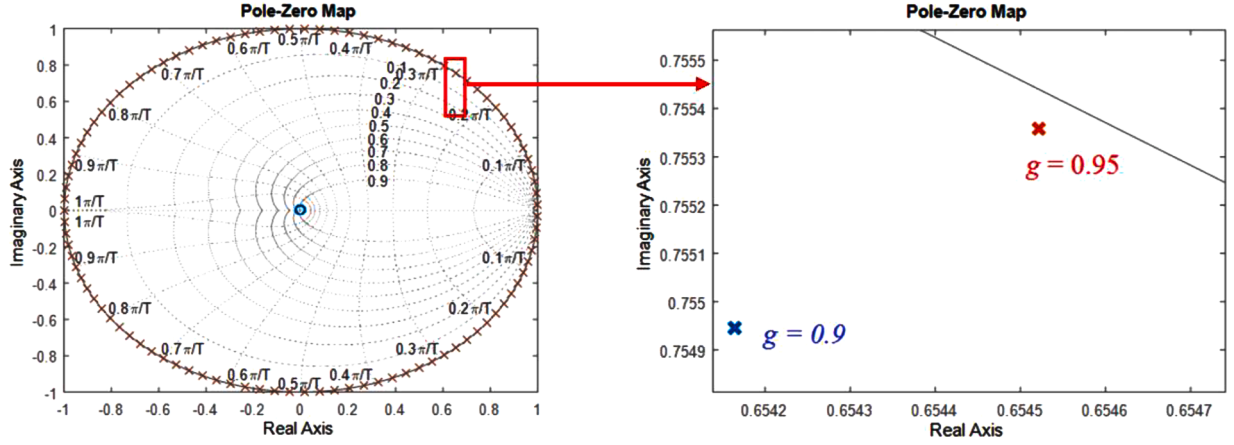 Pole-Zero Map
1
0.8
0.6
0.4
0.2
0
-0.2
-0.4
-0.6
-0.8
-1
Imaginary Axis
0.5π/T
0.6π/T
0.4π/T
0.7π/T
0.1
0.3π/T
0.2
0.8π/T
0.3
0.2π/T
0.4
0.5
0.6
0.7
0.9π/T
0.8
0.1π/T
0.9
1π/T
1π/T
0.9π/T
0.1π/T
0.8π/T
0.2π/T
0.7π/T
0.3π/T
0.6π/T
0.4π/T
0.5π/T
-1 -0.8 -0.6 -0.4 -0.2 0 0.2 0.4 0.6 0.8 1
Real Axis
Pole-Zero Map
0.7555
0.7554
0.7553
0.7552
0.7551
0.755
0.7549
Imaginary Axis
g = 0.95
g = 0.9
0.6542 0.6543 0.6544 0.6545 0.6546 0.6547
Real Axis